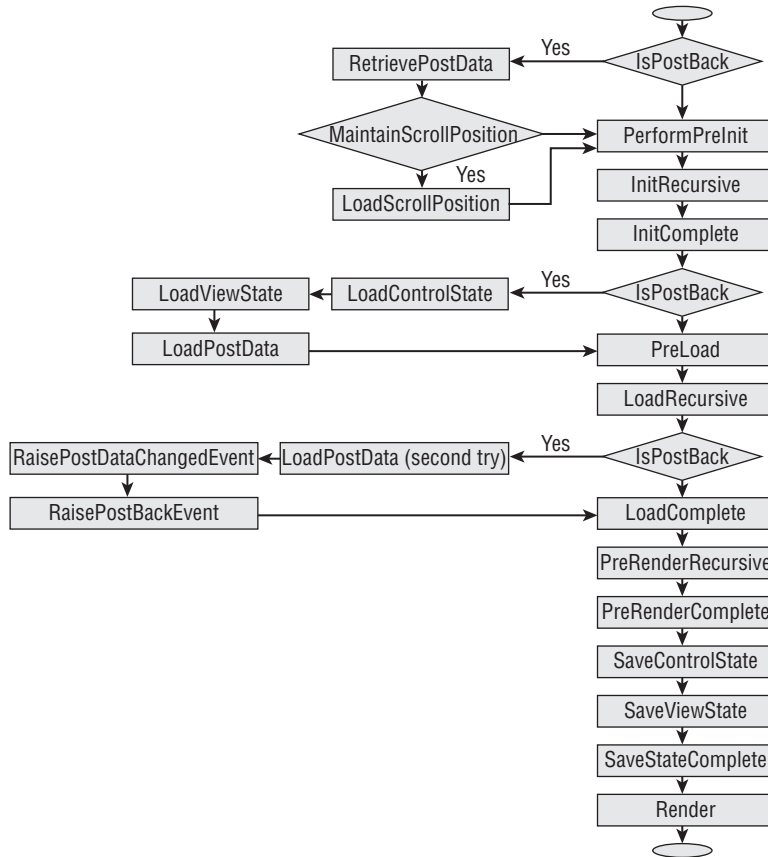 Yes
RetrievePostData
IsPostBack
MaintainScrollPosition
PerformPreInit
Yes
InitRecursive
LoadScrollPosition
InitComplete
Yes
LoadViewState
LoadControlState
IsPostBack
LoadPostData
PreLoad
LoadRecursive
Yes
RaisePostDataChangedEvent
LoadPostData (second try)
IsPostBack
RaisePostBackEvent
LoadComplete
PreRenderRecursive
PreRenderComplete
SaveControlState
SaveViewState
SaveStateComplete
Render